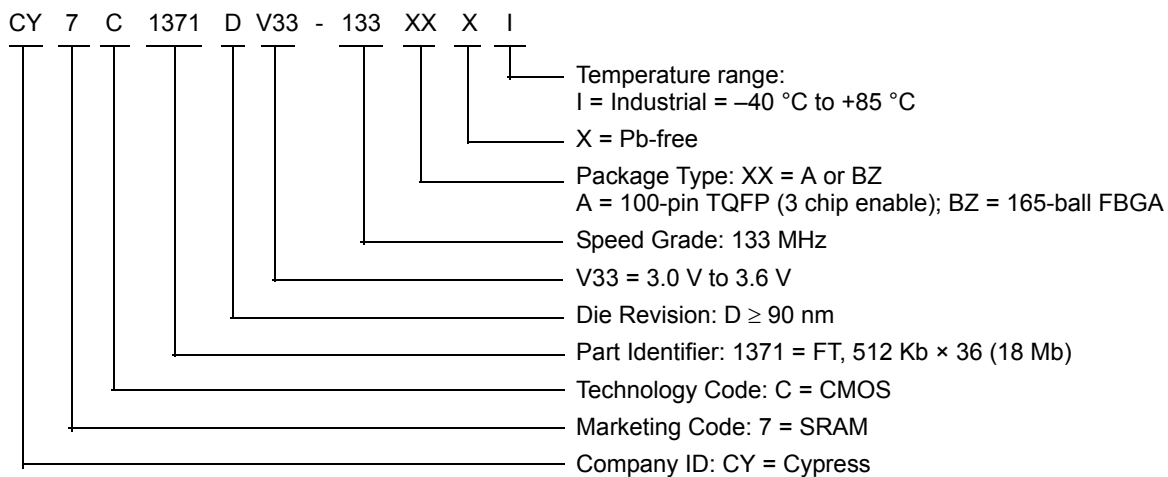 CY 7 C 1371 D V33 - 133 XX X I
Temperature range:
I = Industrial = –40 °C to +85 °C
X = Pb-free
Package Type: XX = A or BZ
A = 100-pin TQFP (3 chip enable); BZ = 165-ball FBGA
Speed Grade: 133 MHz
V33 = 3.0 V to 3.6 V
Die Revision: D ≥ 90 nm
Part Identifier: 1371 = FT, 512 Kb × 36 (18 Mb)
Technology Code: C = CMOS
Marketing Code: 7 = SRAM
Company ID: CY = Cypress